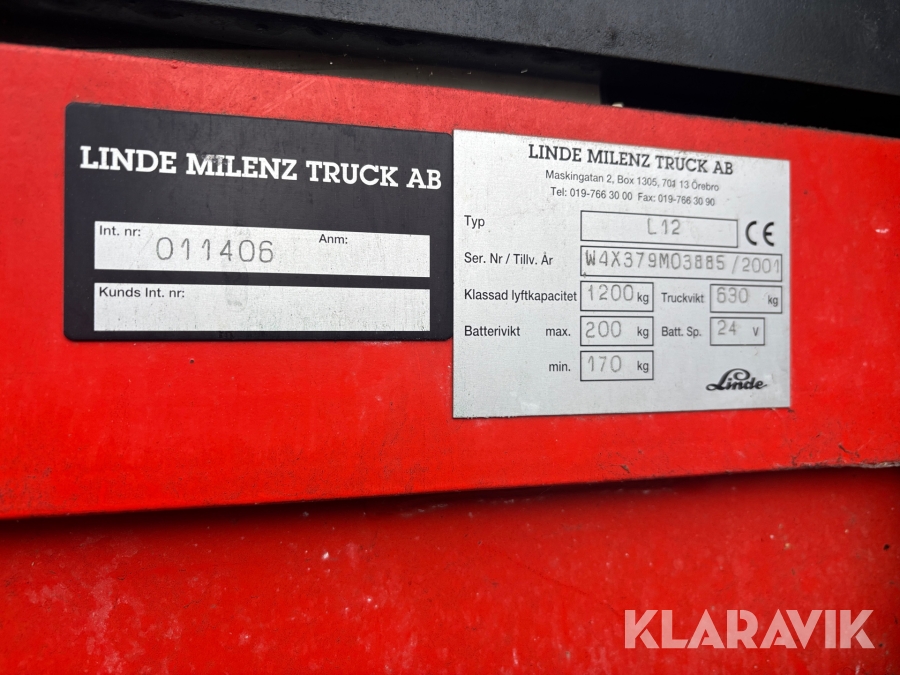 LINDE MILENZ TRUCK AB
Int. nr: 011406 Anm:
Kunds Int. nr:
LINDE MILENZ TRUCK AB
Maskingatan 2, Box 1305, 701 13 Örebro
Tel: 019-766 30 00 Fax: 019-766 30 90
Typ L12 CE
Ser. Nr / Tillv. År W4X379M03885/2001
Klassad lyftkapacitet 1200 kg Truckvikt 630 kg
Batterivikt max. 200 kg Batt. Sp. 24 V
min. 170 kg
Linde
KLARAVIK